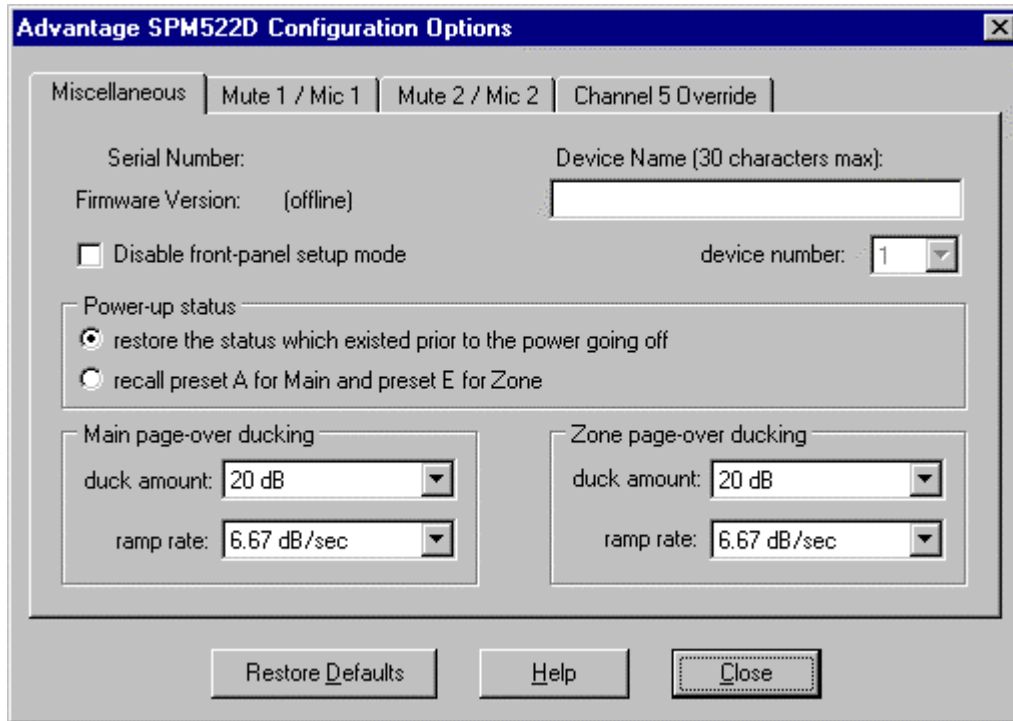 Advantage SPM522D Configuration Options
Miscellaneous
Mute 1 / Mic 1
Mute 2 / Mic 2
Channel 5 Override
Serial Number:
Device Name (30 characters max):
Firmware Version: (offline)
Disable front-panel setup mode
device number: 1
Power-up status
restore the status which existed prior to the power going off
recall preset A for Main and preset E for Zone
Main page-over ducking
duck amount: 20 dB
ramp rate: 6.67 dB/sec
Zone page-over ducking
duck amount: 20 dB
ramp rate: 6.67 dB/sec
Restore Defaults
Help
Close